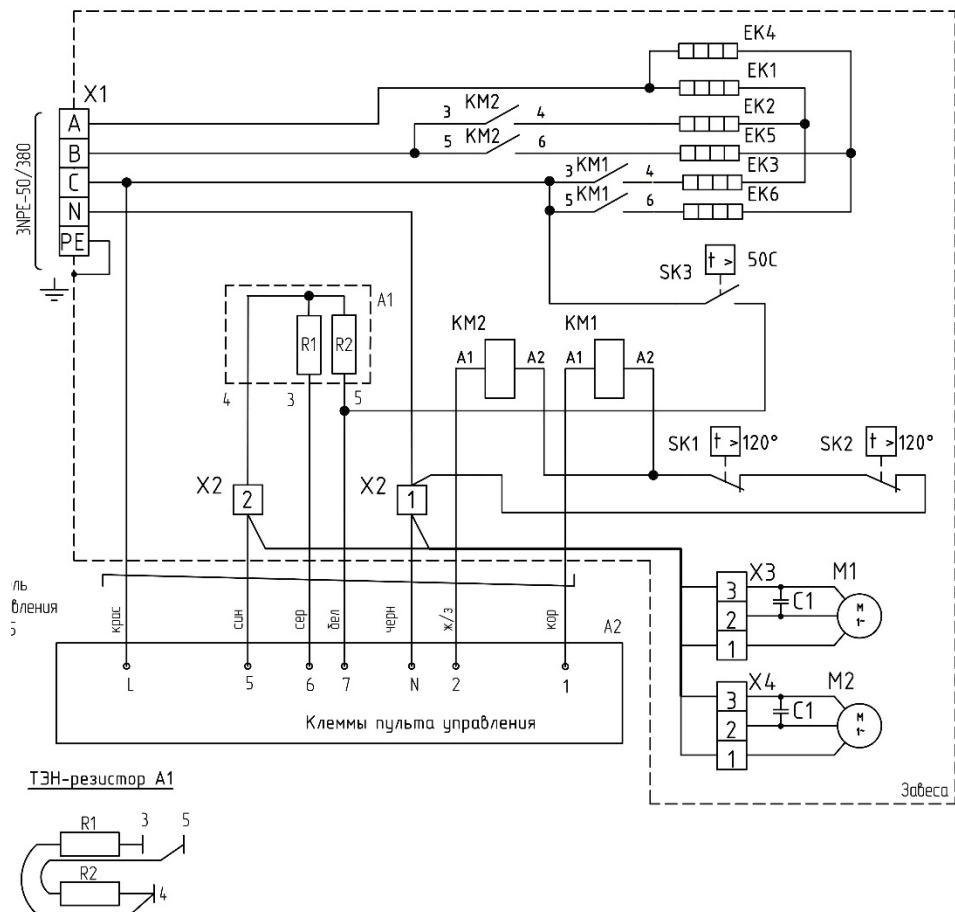 EK4
X1
EK1
A
3 KM2 4
EK2
B
5 KM2 6
EK5
C
3 KM1 4
EK3
N
5 KM1 6
EK6
PE
3NPE~50/380
t > 50C
SK3
A1
KM2 KM1
R1 R2
A1 A2 A1 A2
4 3 5
SK1 t > 120°
SK2 t > 120°
X2 2
X2 1
X3 M1
3
2
1
C1
M
1~
крас
син
сер
бел
черн
ж/з
кор
A2
L 5 6 7 N 2 1
Клеммы пульта управления
X4 M2
3
2
1
C1
M
1~
Завеса
ТЭН-резистор А1
R1 3 5
R2 4